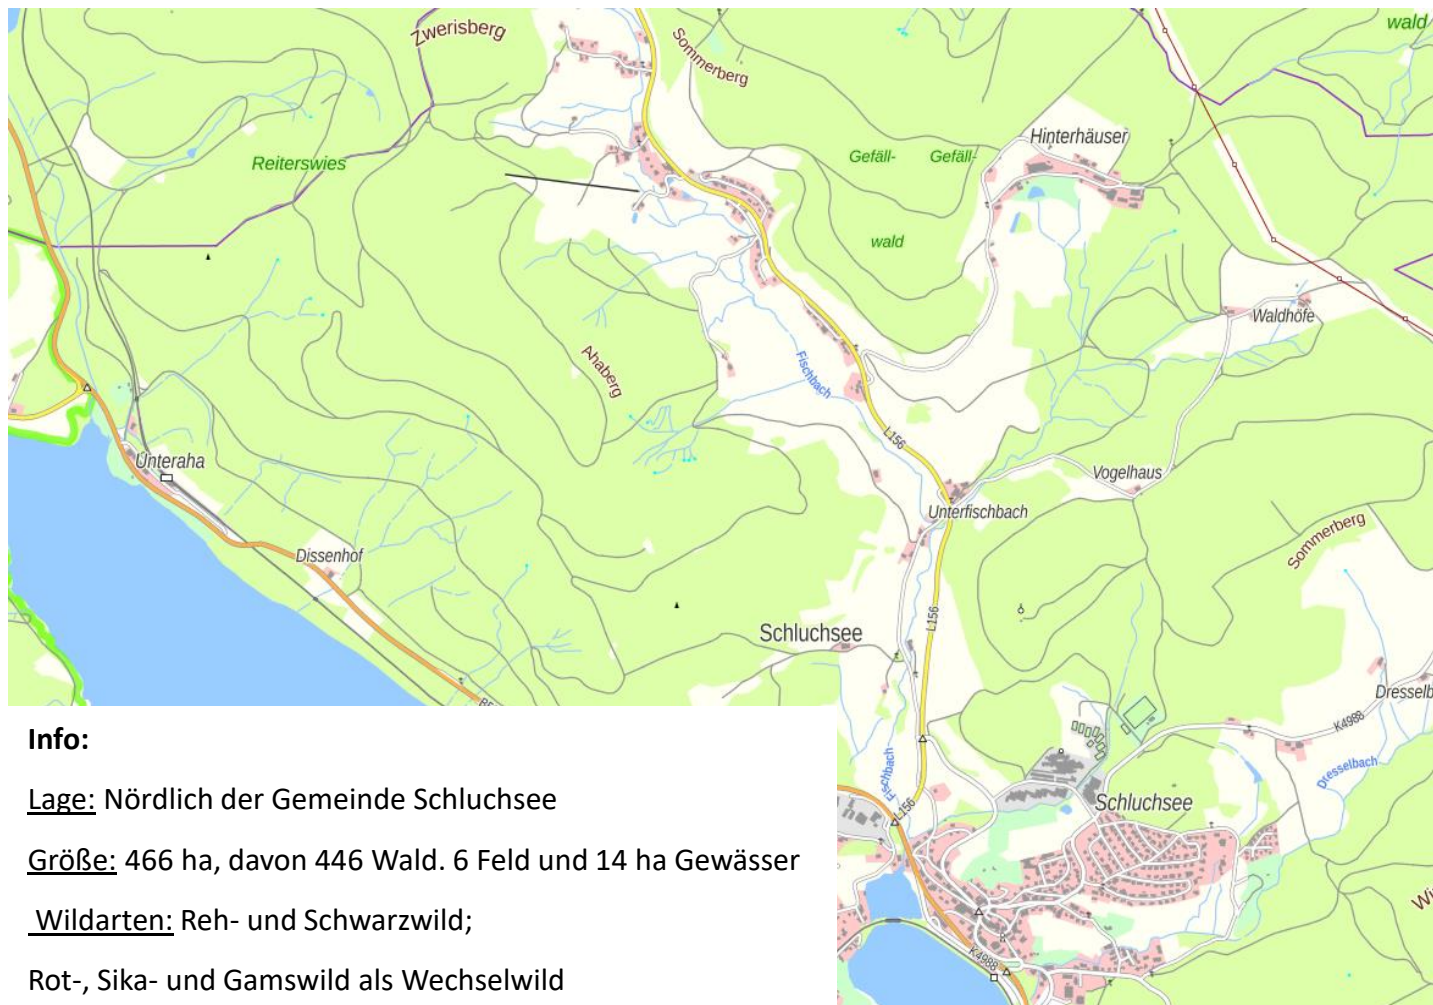 Zwerisberg
Sommerberg
wald
Reiterswies
Gefäll-
Gefäll-
wald
Hinterhäuser
Waldhöfe
Ahaberg
Fischbach
L156
Unteraha
Vogelhaus
Unterfischbach
Sommerberg
Dissenhof
L156
Schluchsee
Dresselb
K4988
Dresselbach
Fischbach
L156
Schluchsee
Wi
K4988
Info:
Lage: Nördlich der Gemeinde Schluchsee
Größe: 466 ha, davon 446 Wald. 6 Feld und 14 ha Gewässer
Wildarten: Reh- und Schwarzwild;
Rot-, Sika- und Gamswild als Wechselwild